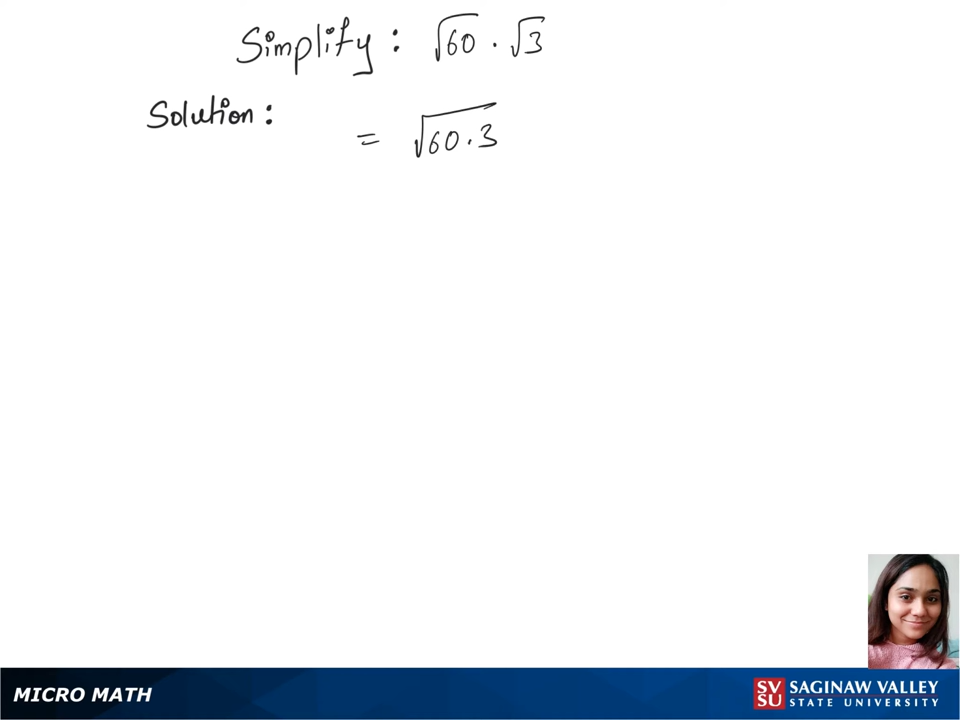 Simplify: √60 · √3
Solution:
= √60·3
MICRO MATH
SV
SU
SAGINAW VALLEY
STATE UNIVERSITY